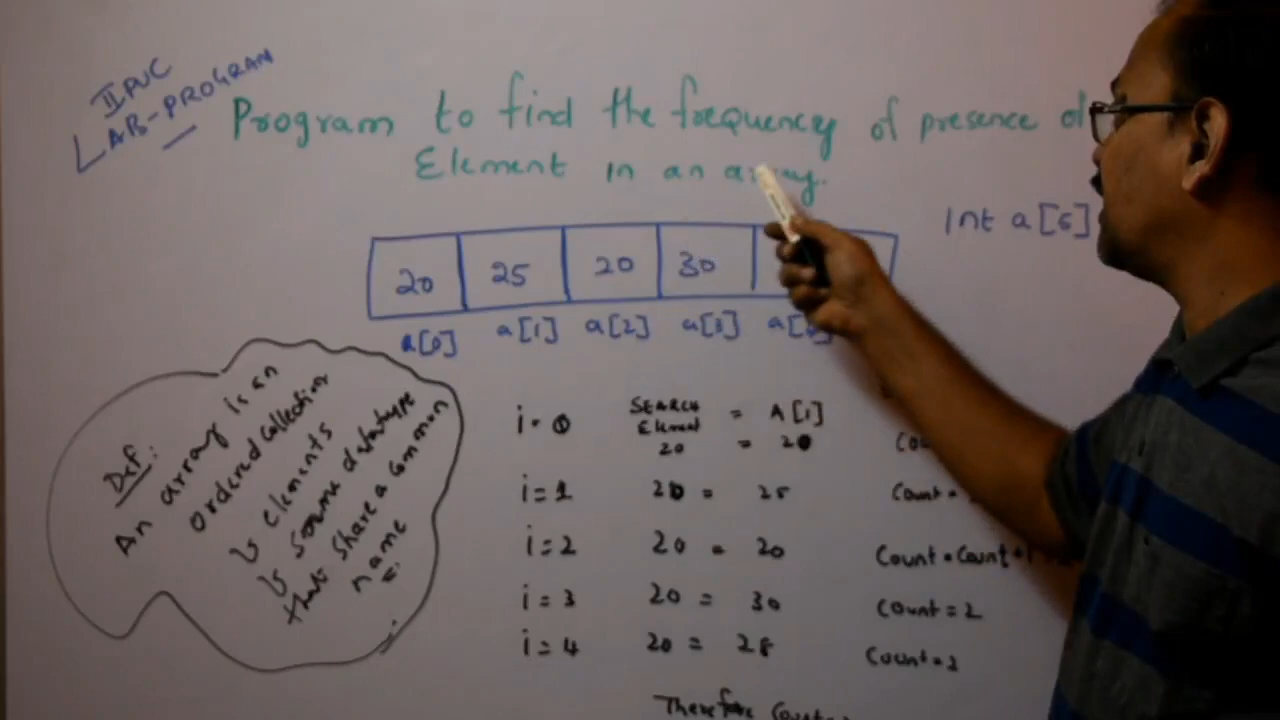 II PUC
LAB-PROGRAM
Program to find the frequency of presence of
Element in an array.
Int a[5]
20 25 20 30
a[0] a[1] a[2] a[3]
Def:
An array is an
ordered collection
of elements
of same datatype
that share a common
name
i=0 SEARCH Element = A[i]
20 = 20
i=1 20 = 25 Count =
i=2 20 = 20 Count=Count+1
i=3 20 = 30 Count=2
i=4 20 = 28 Count=2
Therefore Count